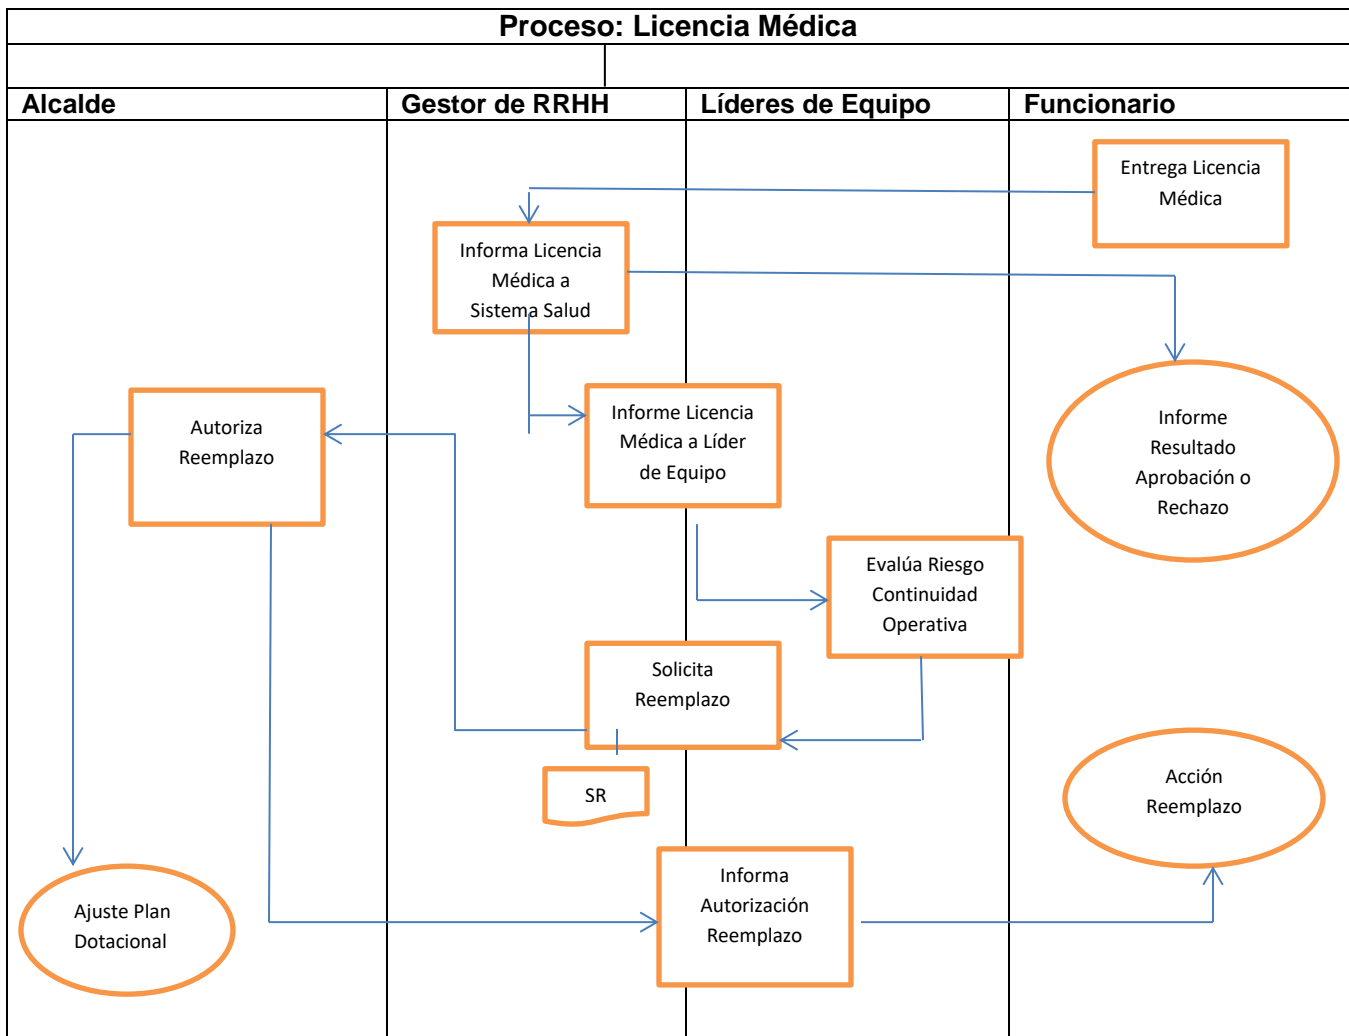 Proceso: Licencia Médica
Alcalde
Gestor de RRHH
Líderes de Equipo
Funcionario
Entrega Licencia
Médica
Informa Licencia
Médica a
Sistema Salud
Informe Licencia
Médica a Líder
de Equipo
Autoriza
Reemplazo
Informe
Resultado
Aprobación o
Rechazo
Evalúa Riesgo
Continuidad
Operativa
Solicita
Reemplazo
SR
Acción
Reemplazo
Informa
Autorización
Reemplazo
Ajuste Plan
Dotacional